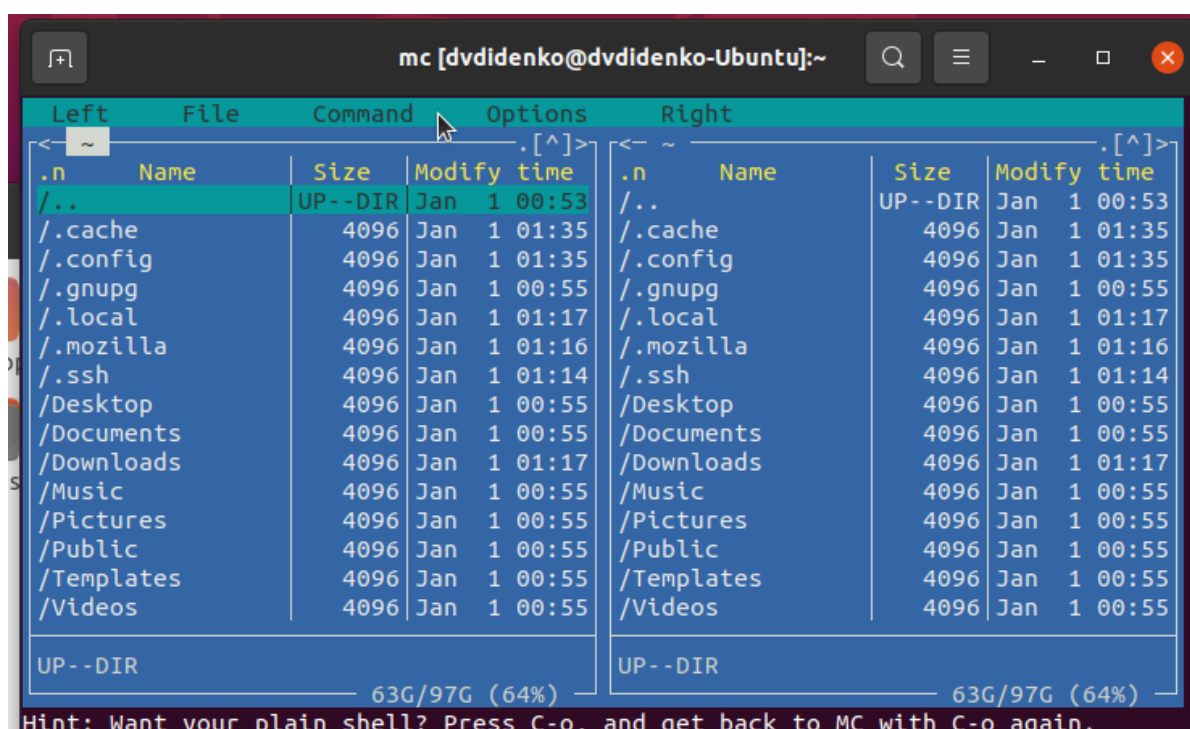 mc [dvdidenko@dvdidenko-Ubuntu]:~
Left File Command Options Right
<- ~ .[^]> <- ~ .[^]>
.n Name Size Modify time .n Name Size Modify time
/.. UP--DIR Jan 1 00:53 /.. UP--DIR Jan 1 00:53
/.cache 4096 Jan 1 01:35 /.cache 4096 Jan 1 01:35
/.config 4096 Jan 1 01:35 /.config 4096 Jan 1 01:35
/.gnupg 4096 Jan 1 00:55 /.gnupg 4096 Jan 1 00:55
/.local 4096 Jan 1 01:17 /.local 4096 Jan 1 01:17
/.mozilla 4096 Jan 1 01:16 /.mozilla 4096 Jan 1 01:16
/.ssh 4096 Jan 1 01:14 /.ssh 4096 Jan 1 01:14
/Desktop 4096 Jan 1 00:55 /Desktop 4096 Jan 1 00:55
/Documents 4096 Jan 1 00:55 /Documents 4096 Jan 1 00:55
/Downloads 4096 Jan 1 01:17 /Downloads 4096 Jan 1 01:17
/Music 4096 Jan 1 00:55 /Music 4096 Jan 1 00:55
/Pictures 4096 Jan 1 00:55 /Pictures 4096 Jan 1 00:55
/Public 4096 Jan 1 00:55 /Public 4096 Jan 1 00:55
/Templates 4096 Jan 1 00:55 /Templates 4096 Jan 1 00:55
/Videos 4096 Jan 1 00:55 /Videos 4096 Jan 1 00:55
UP--DIR UP--DIR
63G/97G (64%) 63G/97G (64%)
Hint: Want your plain shell? Press C-o, and get back to MC with C-o again.